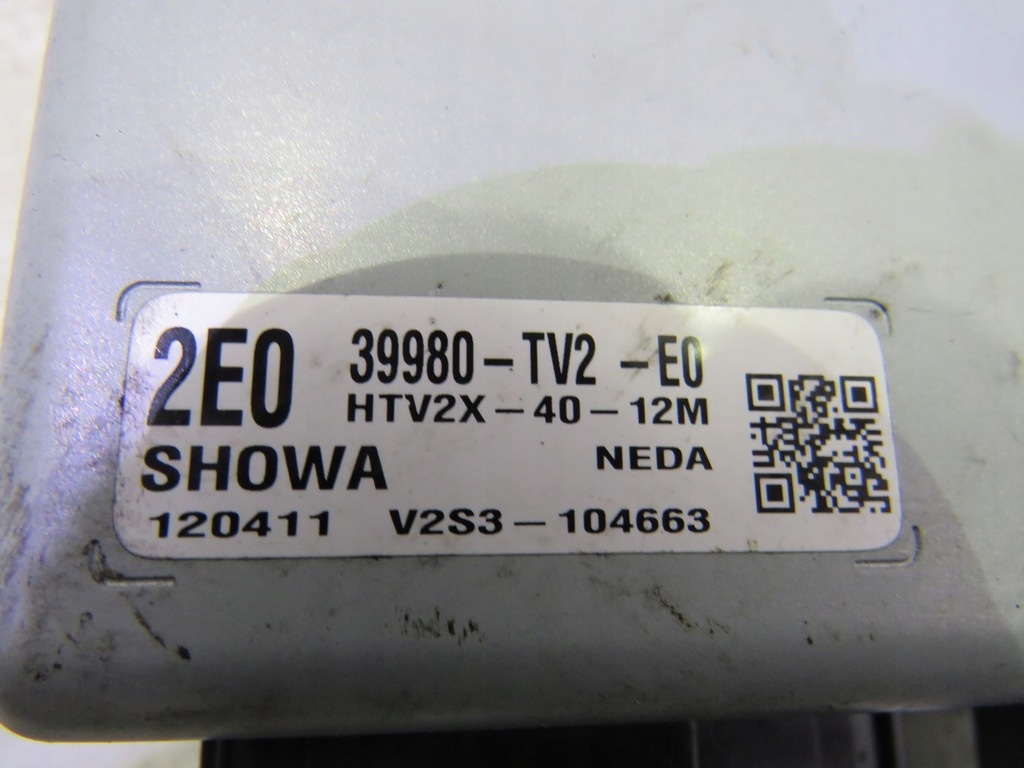 2E0 39980-TV2 -E0
HTV2X-40-12M
SHOWA NEDA
120411 V2S3-104663